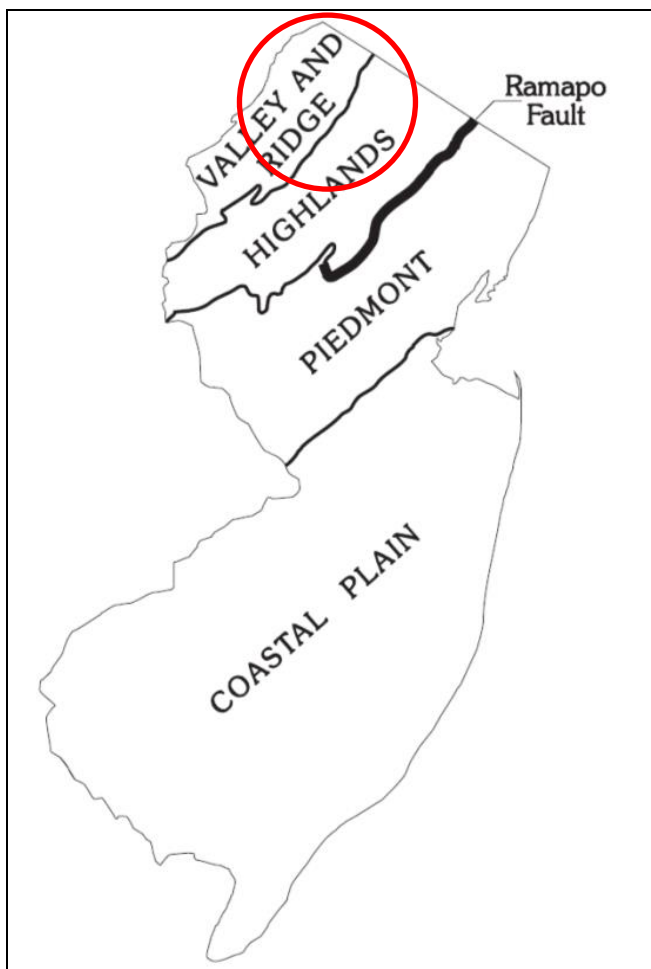 VALLEY AND
RIDGE
Ramapo
Fault
HIGHLANDS
PIEDMONT
COASTAL PLAIN